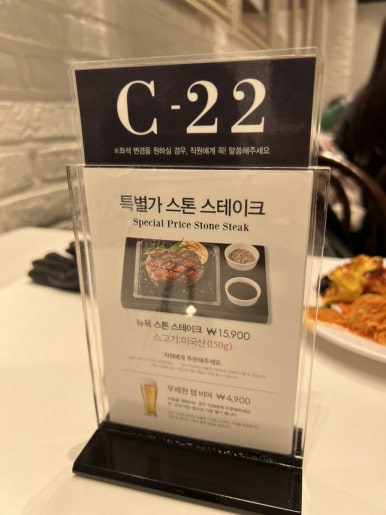 C-22
※좌석 변경을 원하실 경우, 직원에게 꼭! 말씀해주세요
특별가 스톤 스테이크
Special Price Stone Steak
뉴욕 스톤 스테이크 ₩15,900
소고기:미국산(150g)
직원에게 주문해주세요
무제한 탭 비어 ₩4,900